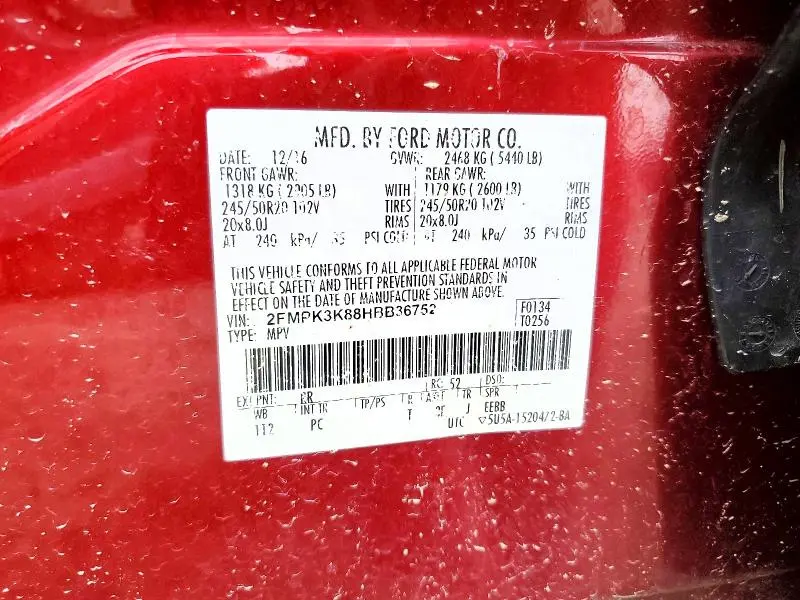 MFD. BY FORD MOTOR CO.
DATE: 12/16 GVWR: 2468 KG ( 5440 LB)
FRONT GAWR: REAR GAWR:
1318 KG ( 2905 LB) WITH 1179 KG ( 2600 LB) WITH
245/50R20 102V TIRES 245/50R20 102V TIRES
20x8.0J RIMS 20x8.0J RIMS
AT 240 kPa/ 35 PSI COLD AT 240 kPa/ 35 PSI COLD
THIS VEHICLE CONFORMS TO ALL APPLICABLE FEDERAL MOTOR
VEHICLE SAFETY AND THEFT PREVENTION STANDARDS IN
EFFECT ON THE DATE OF MANUFACTURE SHOWN ABOVE.
VIN: 2FMPK3K88HBB36752 F0134
TYPE: MPV T0256
EXT PNT: RR RC: 52 DSO:
WB INT TR TP/PS R AXLE TR SPR
112 PC T J EEBB
UTC ▽5U5A-15204/2-BA